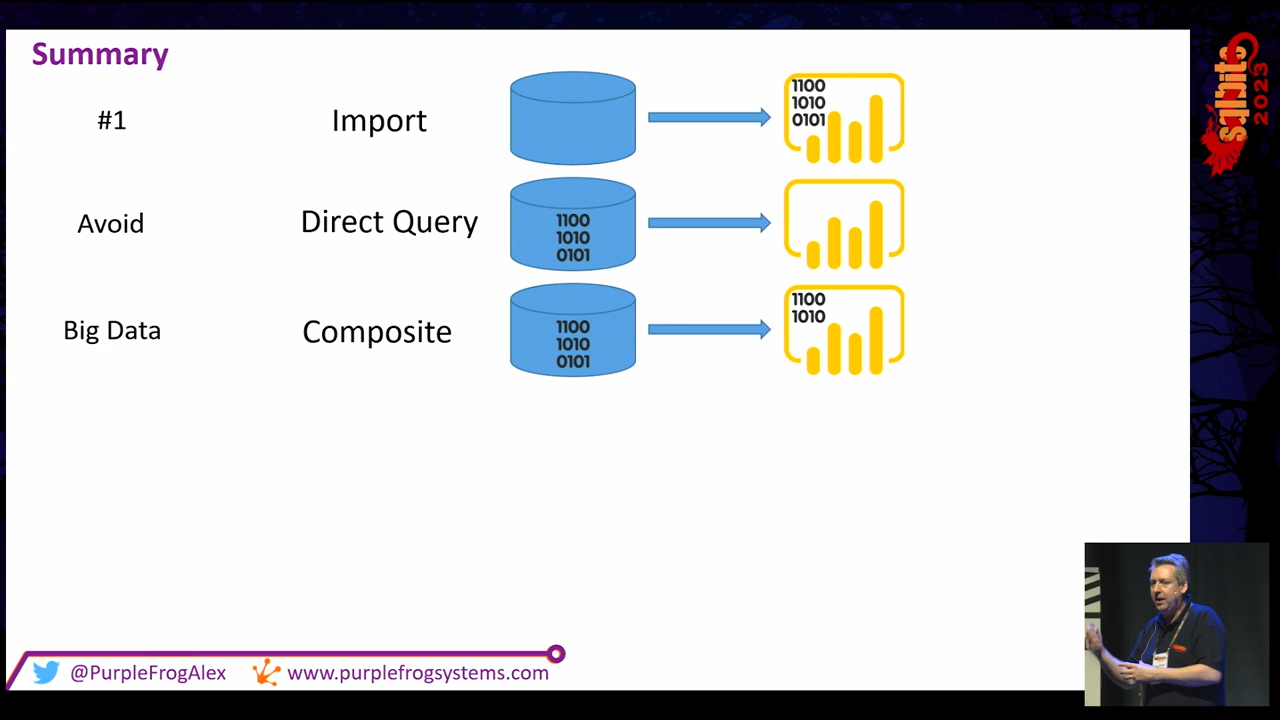 Summary
#1
Import
1100
1010
0101
Avoid
Direct Query
1100
1010
0101
Big Data
Composite
1100
1010
0101
1100
1010
@PurpleFrogAlex
www.purplefrogsystems.com
sqlbits
2023